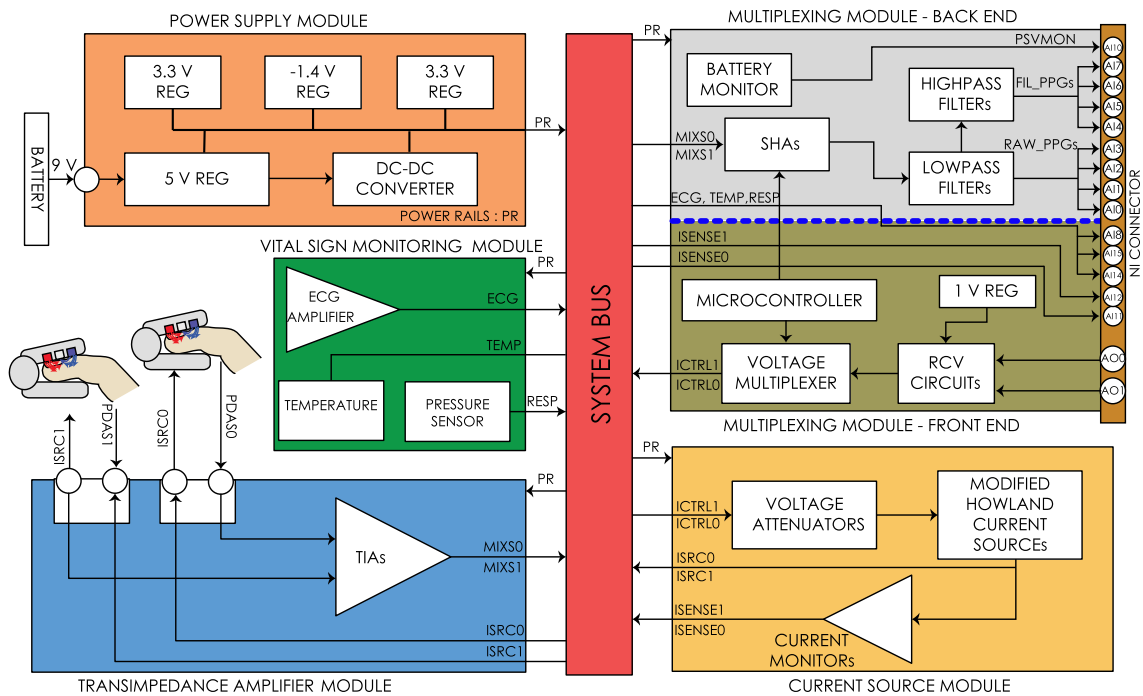 POWER SUPPLY MODULE
3.3 V
REG
-1.4 V
REG
3.3 V
REG
PR
BATTERY
9 V
5 V REG
DC-DC
CONVERTER
POWER RAILS : PR
VITAL SIGN MONITORING MODULE
PR
ECG
AMPLIFIER
ECG
TEMP
TEMPERATURE
PRESSURE
SENSOR
RESP
ISRC1
PDAS1
ISRC0
PDAS0
PR
TIAs
MIXS0
MIXS1
ISRC0
ISRC1
TRANSIMPEDANCE AMPLIFIER MODULE
SYSTEM BUS
MULTIPLEXING MODULE - BACK END
PR
PSVMON
BATTERY
MONITOR
HIGHPASS
FILTERs
FIL_PPGs
MIXS0
MIXS1
SHAs
RAW_PPGs
LOWPASS
FILTERs
ECG, TEMP,RESP
ISENSE1
ISENSE0
MICROCONTROLLER
1 V REG
ICTRL1
ICTRL0
VOLTAGE
MULTIPLEXER
RCV
CIRCUITs
AI10
AI7
AI6
AI5
AI4
AI3
AI2
AI1
AI0
AI8
AI15
AI14
AI12
AI11
AO0
AO1
NI CONNECTOR
MULTIPLEXING MODULE - FRONT END
PR
ICTRL1
ICTRL0
VOLTAGE
ATTENUATORs
MODIFIED
HOWLAND
CURRENT
SOURCEs
ISRC0
ISRC1
ISENSE1
ISENSE0
CURRENT
MONITORs
CURRENT SOURCE MODULE